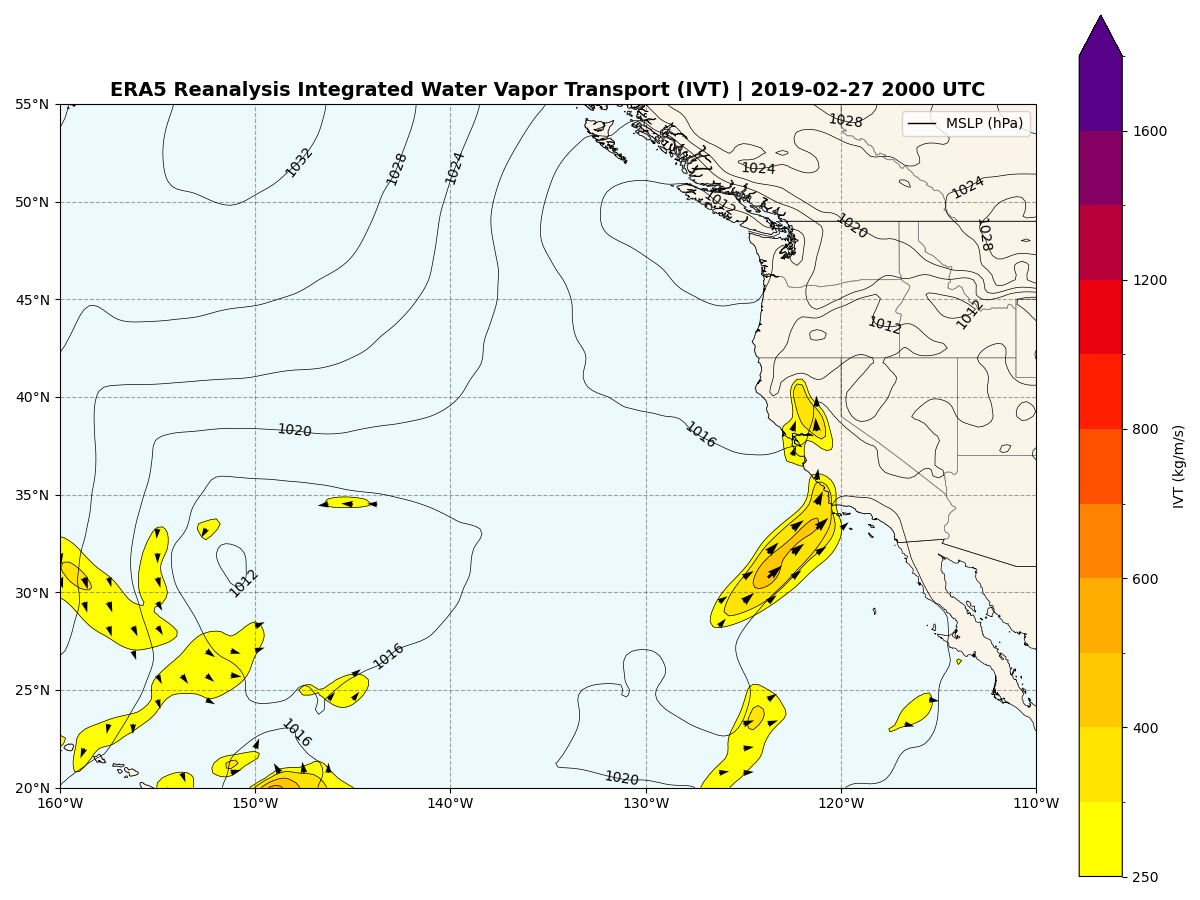 ERA5 Reanalysis Integrated Water Vapor Transport (IVT) | 2019-02-27 2000 UTC
MSLP (hPa)
55°N
50°N
45°N
40°N
35°N
30°N
25°N
20°N
160°W
150°W
140°W
130°W
120°W
110°W
1028
1032
1028
1024
1024
1024
1012
1020
1028
1012
1012
1020
1016
1012
1016
1016
1020
1600
1200
800
600
400
250
IVT (kg/m/s)